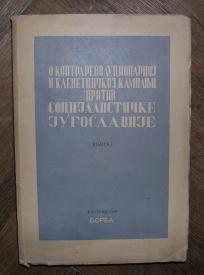 О КОНТРАРЕВОЛУЦИОНАРНОЈ
И КЛЕВЕТНИЧКОЈ КАМПАЊИ
ПРОТИВ
СОЦИЈАЛИСТИЧКЕ
ЈУГОСЛАВИЈЕ
КЊИГА I
БОРБА